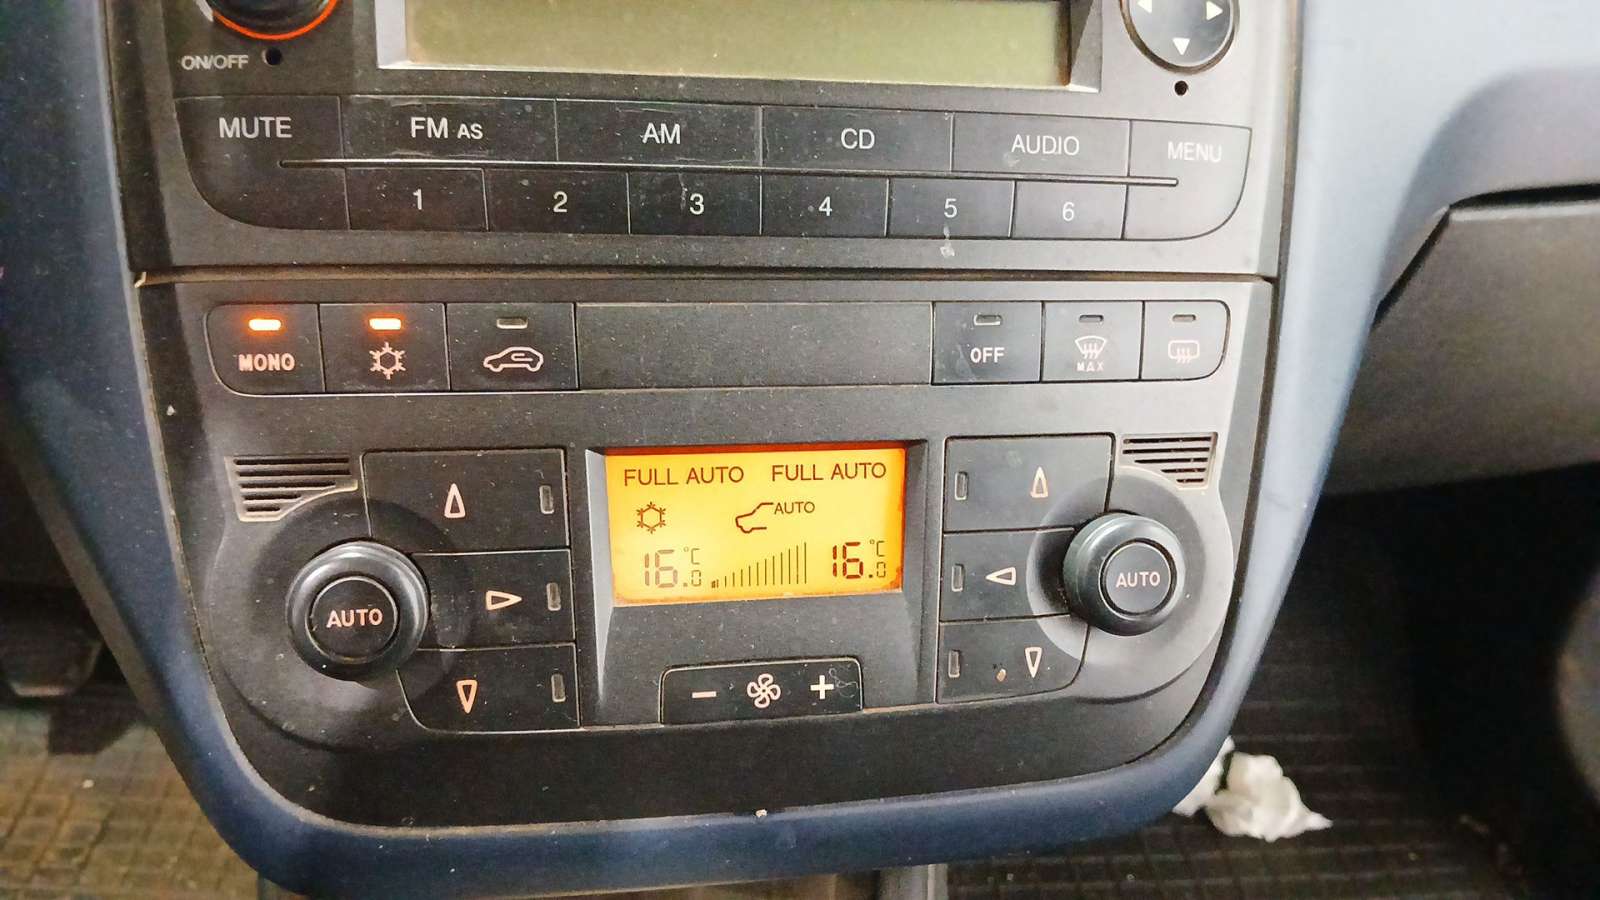 ON/OFF
MUTE FM AS AM CD AUDIO MENU
1 2 3 4 5 6
MONO OFF MAX
FULL AUTO FULL AUTO
AUTO
16.0 °C 16.0 °C
AUTO AUTO
− +